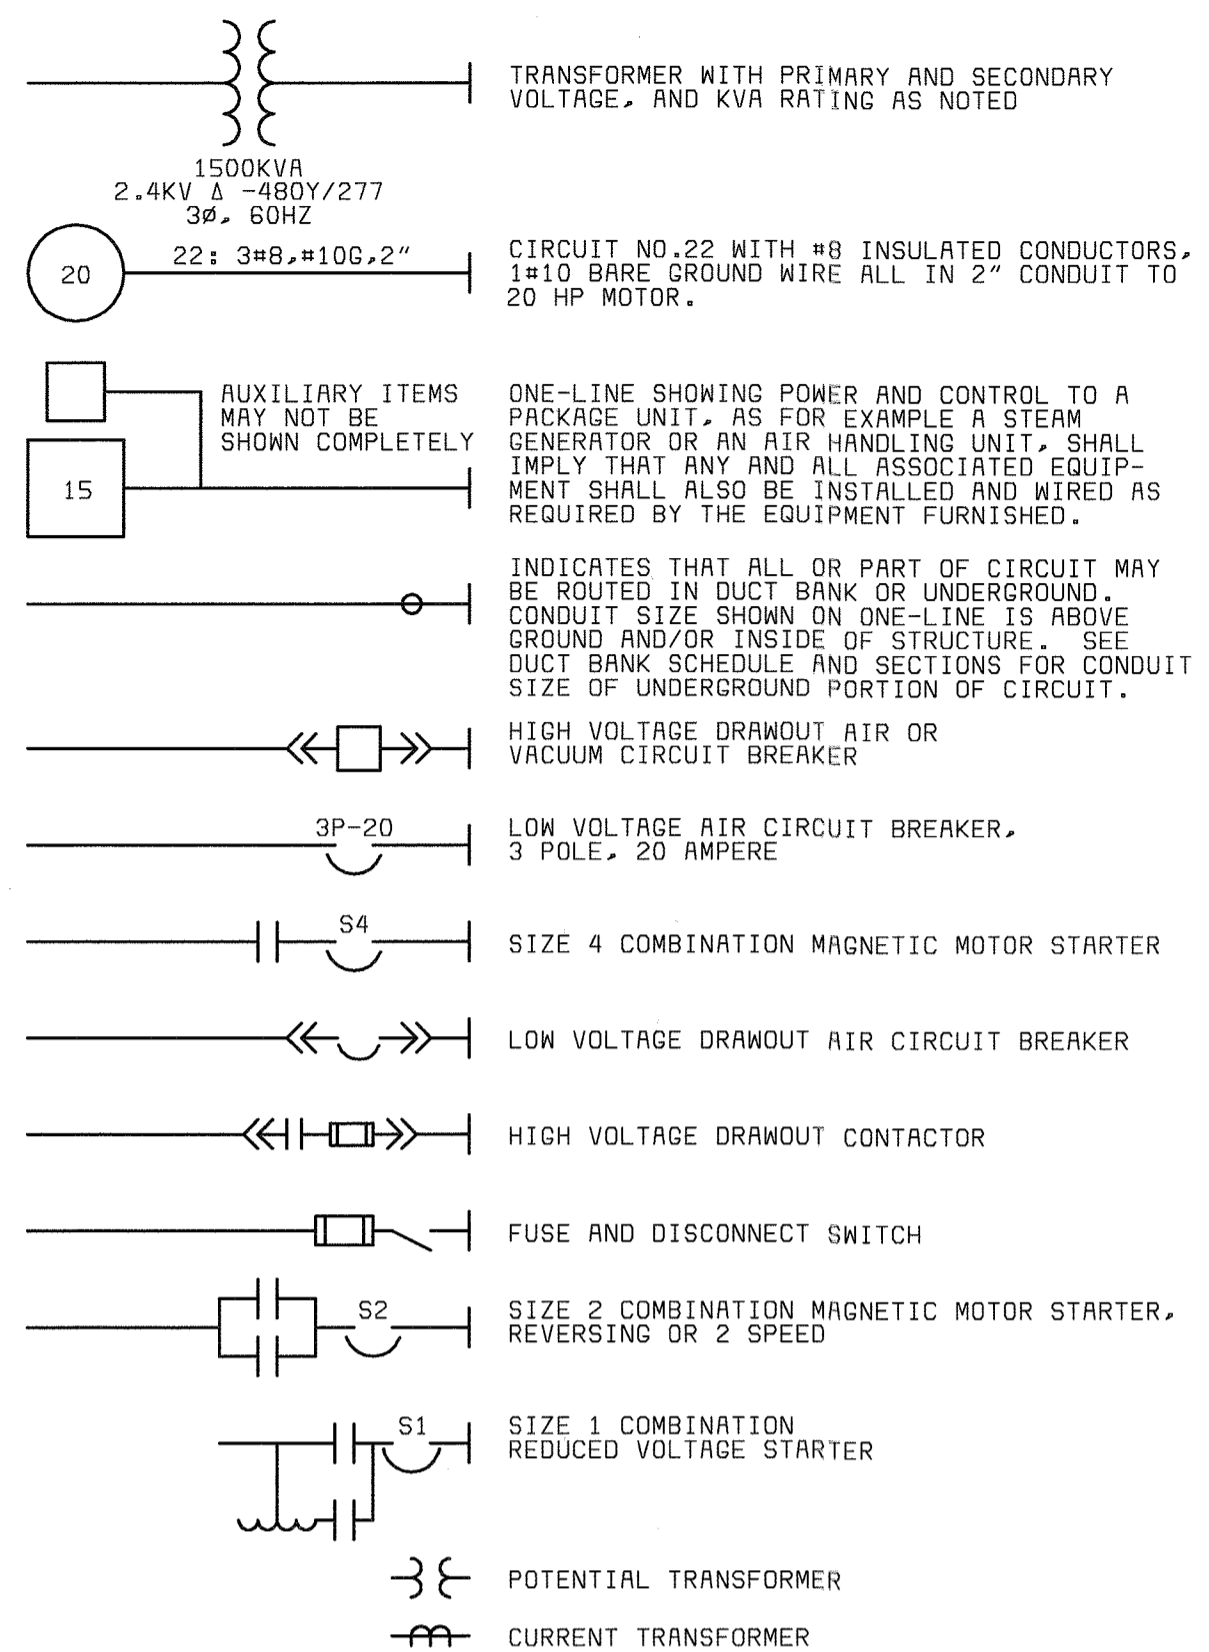 TRANSFORMER WITH PRIMARY AND SECONDARY
VOLTAGE, AND KVA RATING AS NOTED
1500KVA
2.4KV Δ -480Y/277
3Ø, 60HZ
20
22: 3#8,#10G,2"
CIRCUIT NO.22 WITH #8 INSULATED CONDUCTORS,
1#10 BARE GROUND WIRE ALL IN 2" CONDUIT TO
20 HP MOTOR.
AUXILIARY ITEMS
MAY NOT BE
SHOWN COMPLETELY
15
ONE-LINE SHOWING POWER AND CONTROL TO A
PACKAGE UNIT, AS FOR EXAMPLE A STEAM
GENERATOR OR AN AIR HANDLING UNIT, SHALL
IMPLY THAT ANY AND ALL ASSOCIATED EQUIP-
MENT SHALL ALSO BE INSTALLED AND WIRED AS
REQUIRED BY THE EQUIPMENT FURNISHED.
INDICATES THAT ALL OR PART OF CIRCUIT MAY
BE ROUTED IN DUCT BANK OR UNDERGROUND.
CONDUIT SIZE SHOWN ON ONE-LINE IS ABOVE
GROUND AND/OR INSIDE OF STRUCTURE. SEE
DUCT BANK SCHEDULE AND SECTIONS FOR CONDUIT
SIZE OF UNDERGROUND PORTION OF CIRCUIT.
HIGH VOLTAGE DRAWOUT AIR OR
VACUUM CIRCUIT BREAKER
3P-20
LOW VOLTAGE AIR CIRCUIT BREAKER,
3 POLE, 20 AMPERE
S4
SIZE 4 COMBINATION MAGNETIC MOTOR STARTER
LOW VOLTAGE DRAWOUT AIR CIRCUIT BREAKER
HIGH VOLTAGE DRAWOUT CONTACTOR
FUSE AND DISCONNECT SWITCH
S2
SIZE 2 COMBINATION MAGNETIC MOTOR STARTER,
REVERSING OR 2 SPEED
S1
SIZE 1 COMBINATION
REDUCED VOLTAGE STARTER
POTENTIAL TRANSFORMER
CURRENT TRANSFORMER